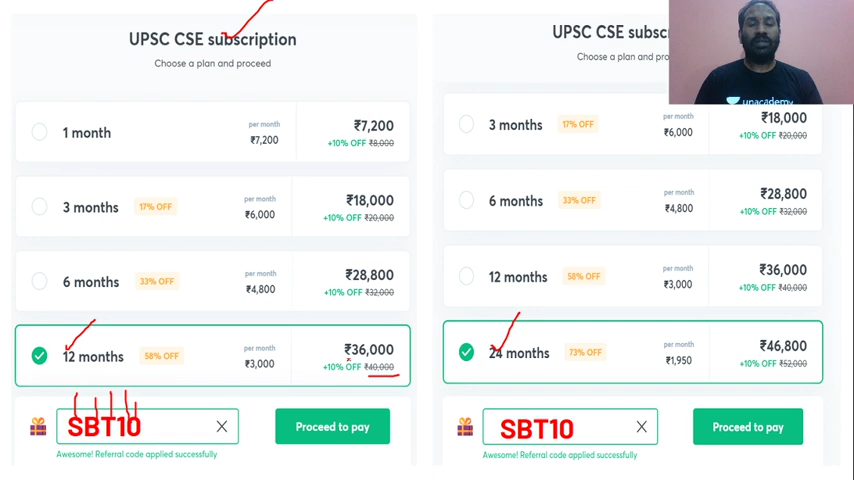 UPSC CSE subscription
Choose a plan and proceed
1 month
per month
₹7,200
₹7,200
+10% OFF ₹8,000
3 months
17% OFF
per month
₹6,000
₹18,000
+10% OFF ₹20,000
6 months
33% OFF
per month
₹4,800
₹28,800
+10% OFF ₹32,000
12 months
58% OFF
per month
₹3,000
₹36,000
+10% OFF ₹40,000
SBT10
X
Proceed to pay
Awesome! Referral code applied successfully
UPSC CSE subsc
Choose a plan and pro
unacademy
3 months
17% OFF
per month
₹6,000
₹18,000
+10% OFF ₹20,000
6 months
33% OFF
per month
₹4,800
₹28,800
+10% OFF ₹32,000
12 months
58% OFF
per month
₹3,000
₹36,000
+10% OFF ₹40,000
24 months
73% OFF
per month
₹1,950
₹46,800
+10% OFF ₹52,000
SBT10
X
Proceed to pay
Awesome! Referral code applied successfully